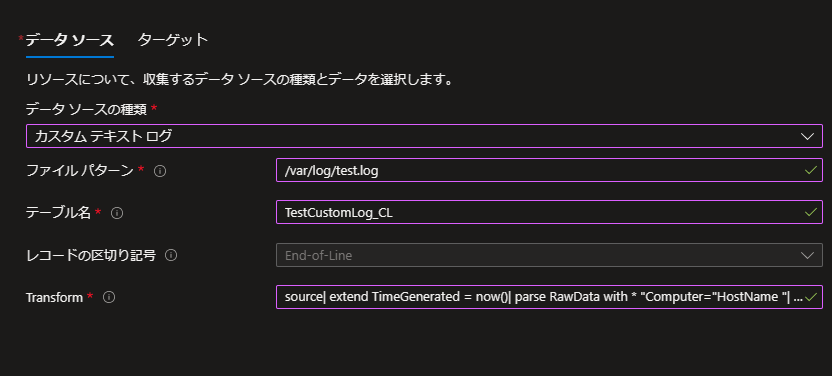 * データ ソース ターゲット
リソースについて、収集するデータ ソースの種類とデータを選択します。
データ ソースの種類 *
カスタム テキスト ログ
ファイル パターン * /var/log/test.log
テーブル名 * TestCustomLog_CL
レコードの区切り記号 End-of-Line
Transform * source| extend TimeGenerated = now()| parse RawData with * "Computer="HostName "| ...